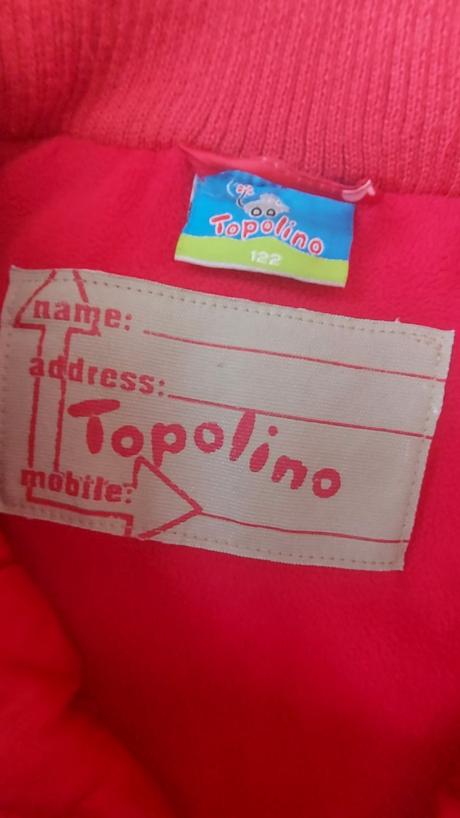 Topolino
122
name:
address:
Topolino
mobile: